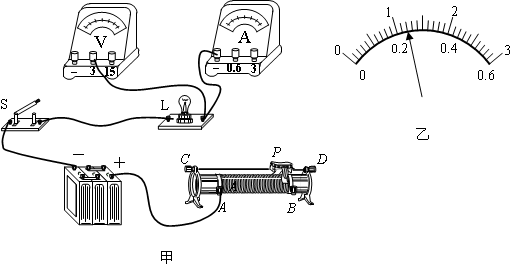 V
- 3 15
A
- 0.6 3
S
L
- +
C P D
A B
甲
0 1 2 3
0 0.2 0.4 0.6
乙